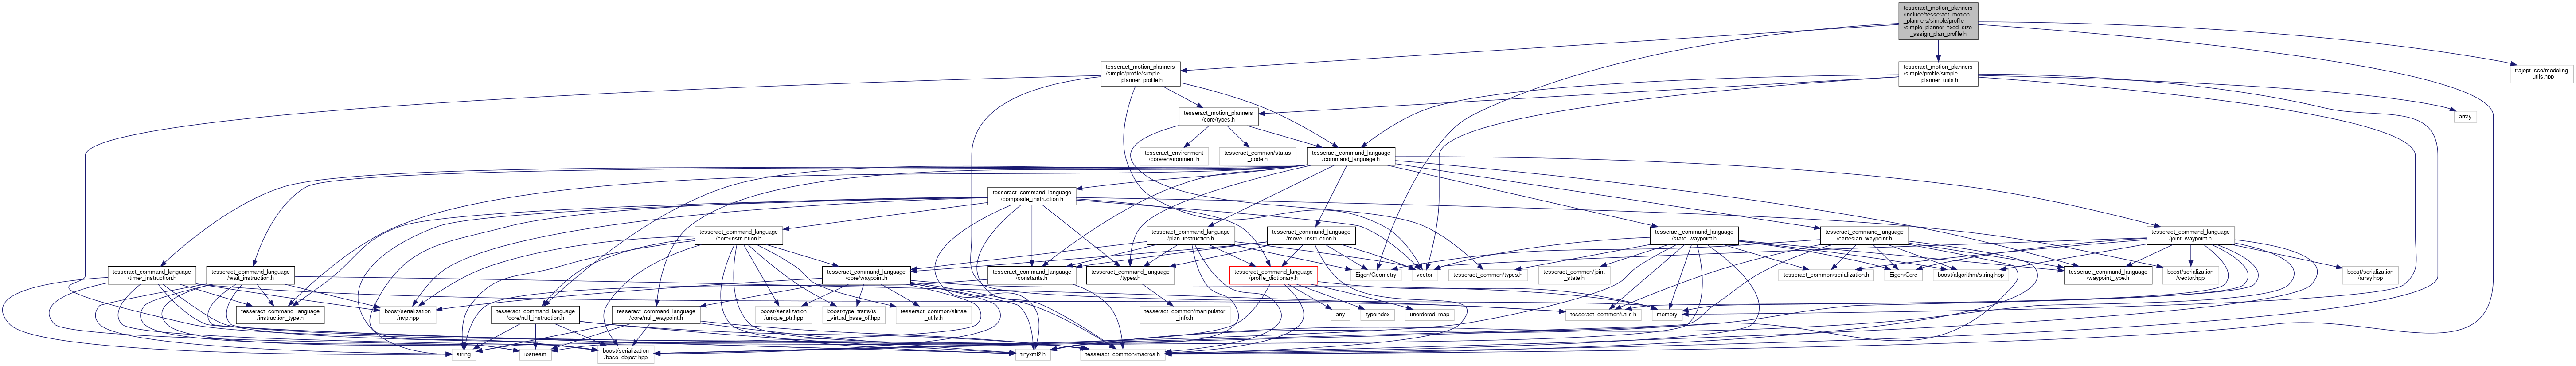 tesseract_motion_planners
/include/tesseract_motion
_planners/simple/profile
/simple_planner_fixed_size
_assign_plan_profile.h
tesseract_motion_planners
/simple/profile/simple
_planner_profile.h
tesseract_motion_planners
/simple/profile/simple
_planner_utils.h
trajopt_sco/modeling
_utils.hpp
tesseract_motion_planners
/core/types.h
array
tesseract_environment
/core/environment.h
tesseract_common/status
_code.h
tesseract_command_language
/command_language.h
tesseract_command_language
/composite_instruction.h
tesseract_command_language
/core/instruction.h
tesseract_command_language
/plan_instruction.h
tesseract_command_language
/move_instruction.h
tesseract_command_language
/state_waypoint.h
tesseract_command_language
/cartesian_waypoint.h
tesseract_command_language
/joint_waypoint.h
tesseract_command_language
/timer_instruction.h
tesseract_command_language
/wait_instruction.h
tesseract_command_language
/core/waypoint.h
tesseract_command_language
/constants.h
tesseract_command_language
/types.h
tesseract_command_language
/profile_dictionary.h
Eigen/Geometry
vector
tesseract_common/types.h
tesseract_common/joint
_state.h
tesseract_common/serialization.h
Eigen/Core
boost/algorithm/string.hpp
tesseract_command_language
/waypoint_type.h
boost/serialization
/vector.hpp
boost/serialization
/array.hpp
tesseract_command_language
/instruction_type.h
boost/serialization
/nvp.hpp
tesseract_command_language
/core/null_instruction.h
tesseract_command_language
/core/null_waypoint.h
boost/serialization
/unique_ptr.hpp
boost/type_traits/is
_virtual_base_of.hpp
tesseract_common/sfinae
_utils.h
tesseract_common/manipulator
_info.h
any
typeindex
unordered_map
tesseract_common/utils.h
memory
string
iostream
boost/serialization
/base_object.hpp
tinyxml2.h
tesseract_common/macros.h